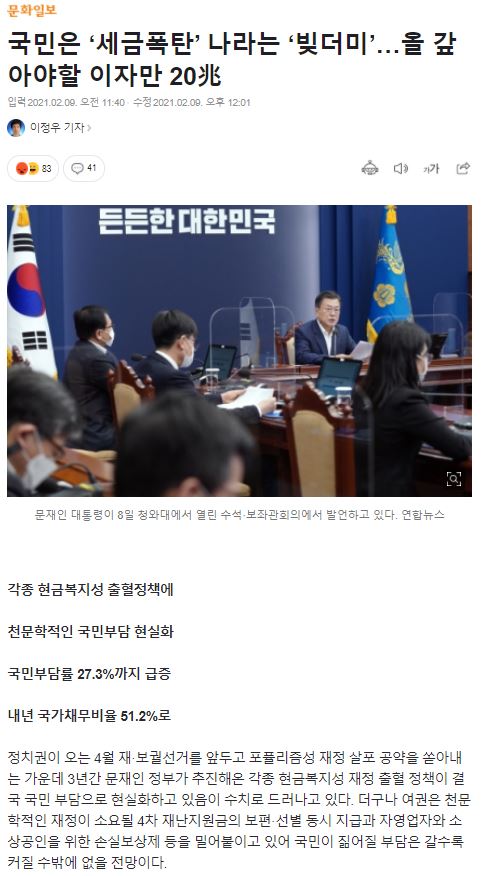 문화일보
국민은 ‘세금폭탄’ 나라는 ‘빚더미’…올 갚
아야할 이자만 20兆
입력2021.02.09. 오전 11:40 · 수정2021.02.09. 오후 12:01
이정우 기자 >
83 41 가가
든든한 대한민국
문재인 대통령이 8일 청와대에서 열린 수석·보좌관회의에서 발언하고 있다. 연합뉴스
각종 현금복지성 출혈정책에
천문학적인 국민부담 현실화
국민부담률 27.3%까지 급증
내년 국가채무비율 51.2%로
정치권이 오는 4월 재·보궐선거를 앞두고 포퓰리즘성 재정 살포 공약을 쏟아내
는 가운데 3년간 문재인 정부가 추진해온 각종 현금복지성 재정 출혈 정책이 결
국 국민 부담으로 현실화하고 있음이 수치로 드러나고 있다. 더구나 여권은 천문
학적인 재정이 소요될 4차 재난지원금의 보편·선별 동시 지급과 자영업자와 소
상공인을 위한 손실보상제 등을 밀어붙이고 있어 국민이 짊어질 부담은 갈수록
커질 수밖에 없을 전망이다.